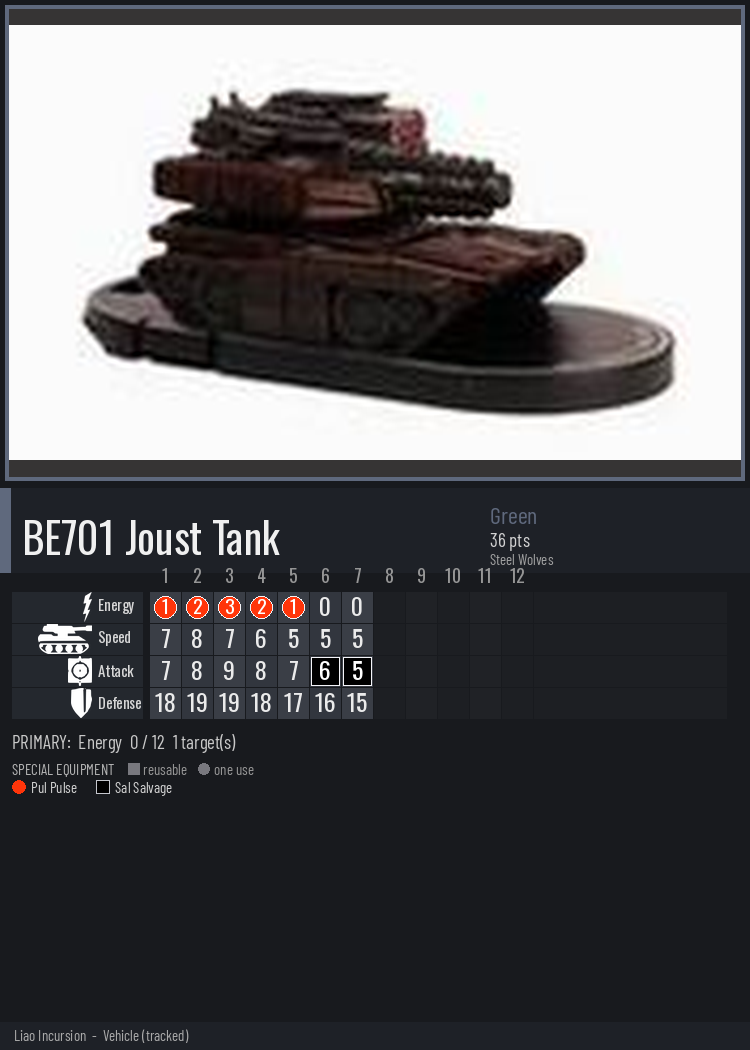 BE701 Joust Tank
Green
36 pts
Steel Wolves
1 2 3 4 5 6 7 8 9 10 11 12
Energy 1 2 3 2 1 0 0
Speed 7 8 7 6 5 5 5
Attack 7 8 9 8 7 6 5
Defense 18 19 19 18 17 16 15
PRIMARY: Energy 0 / 12 1 target(s)
SPECIAL EQUIPMENT reusable one use
Pul Pulse Sal Salvage
Liao Incursion - Vehicle (tracked)